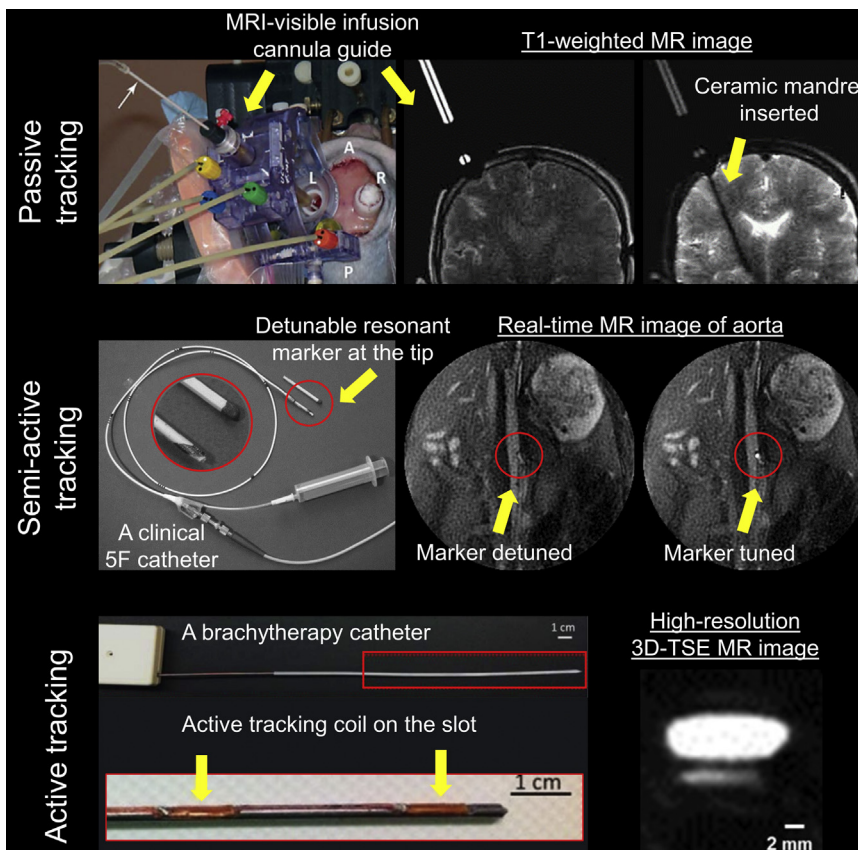 MRI-visible infusion
cannula guide
T1-weighted MR image
Ceramic mandre
inserted
Passive
tracking
A
L
R
P
Detunable resonant
marker at the tip
Real-time MR image of aorta
Semi-active
tracking
A clinical
5F catheter
Marker detuned
Marker tuned
A brachytherapy catheter
1 cm
High-resolution
3D-TSE MR image
Active tracking
Active tracking coil on the slot
1 cm
2 mm